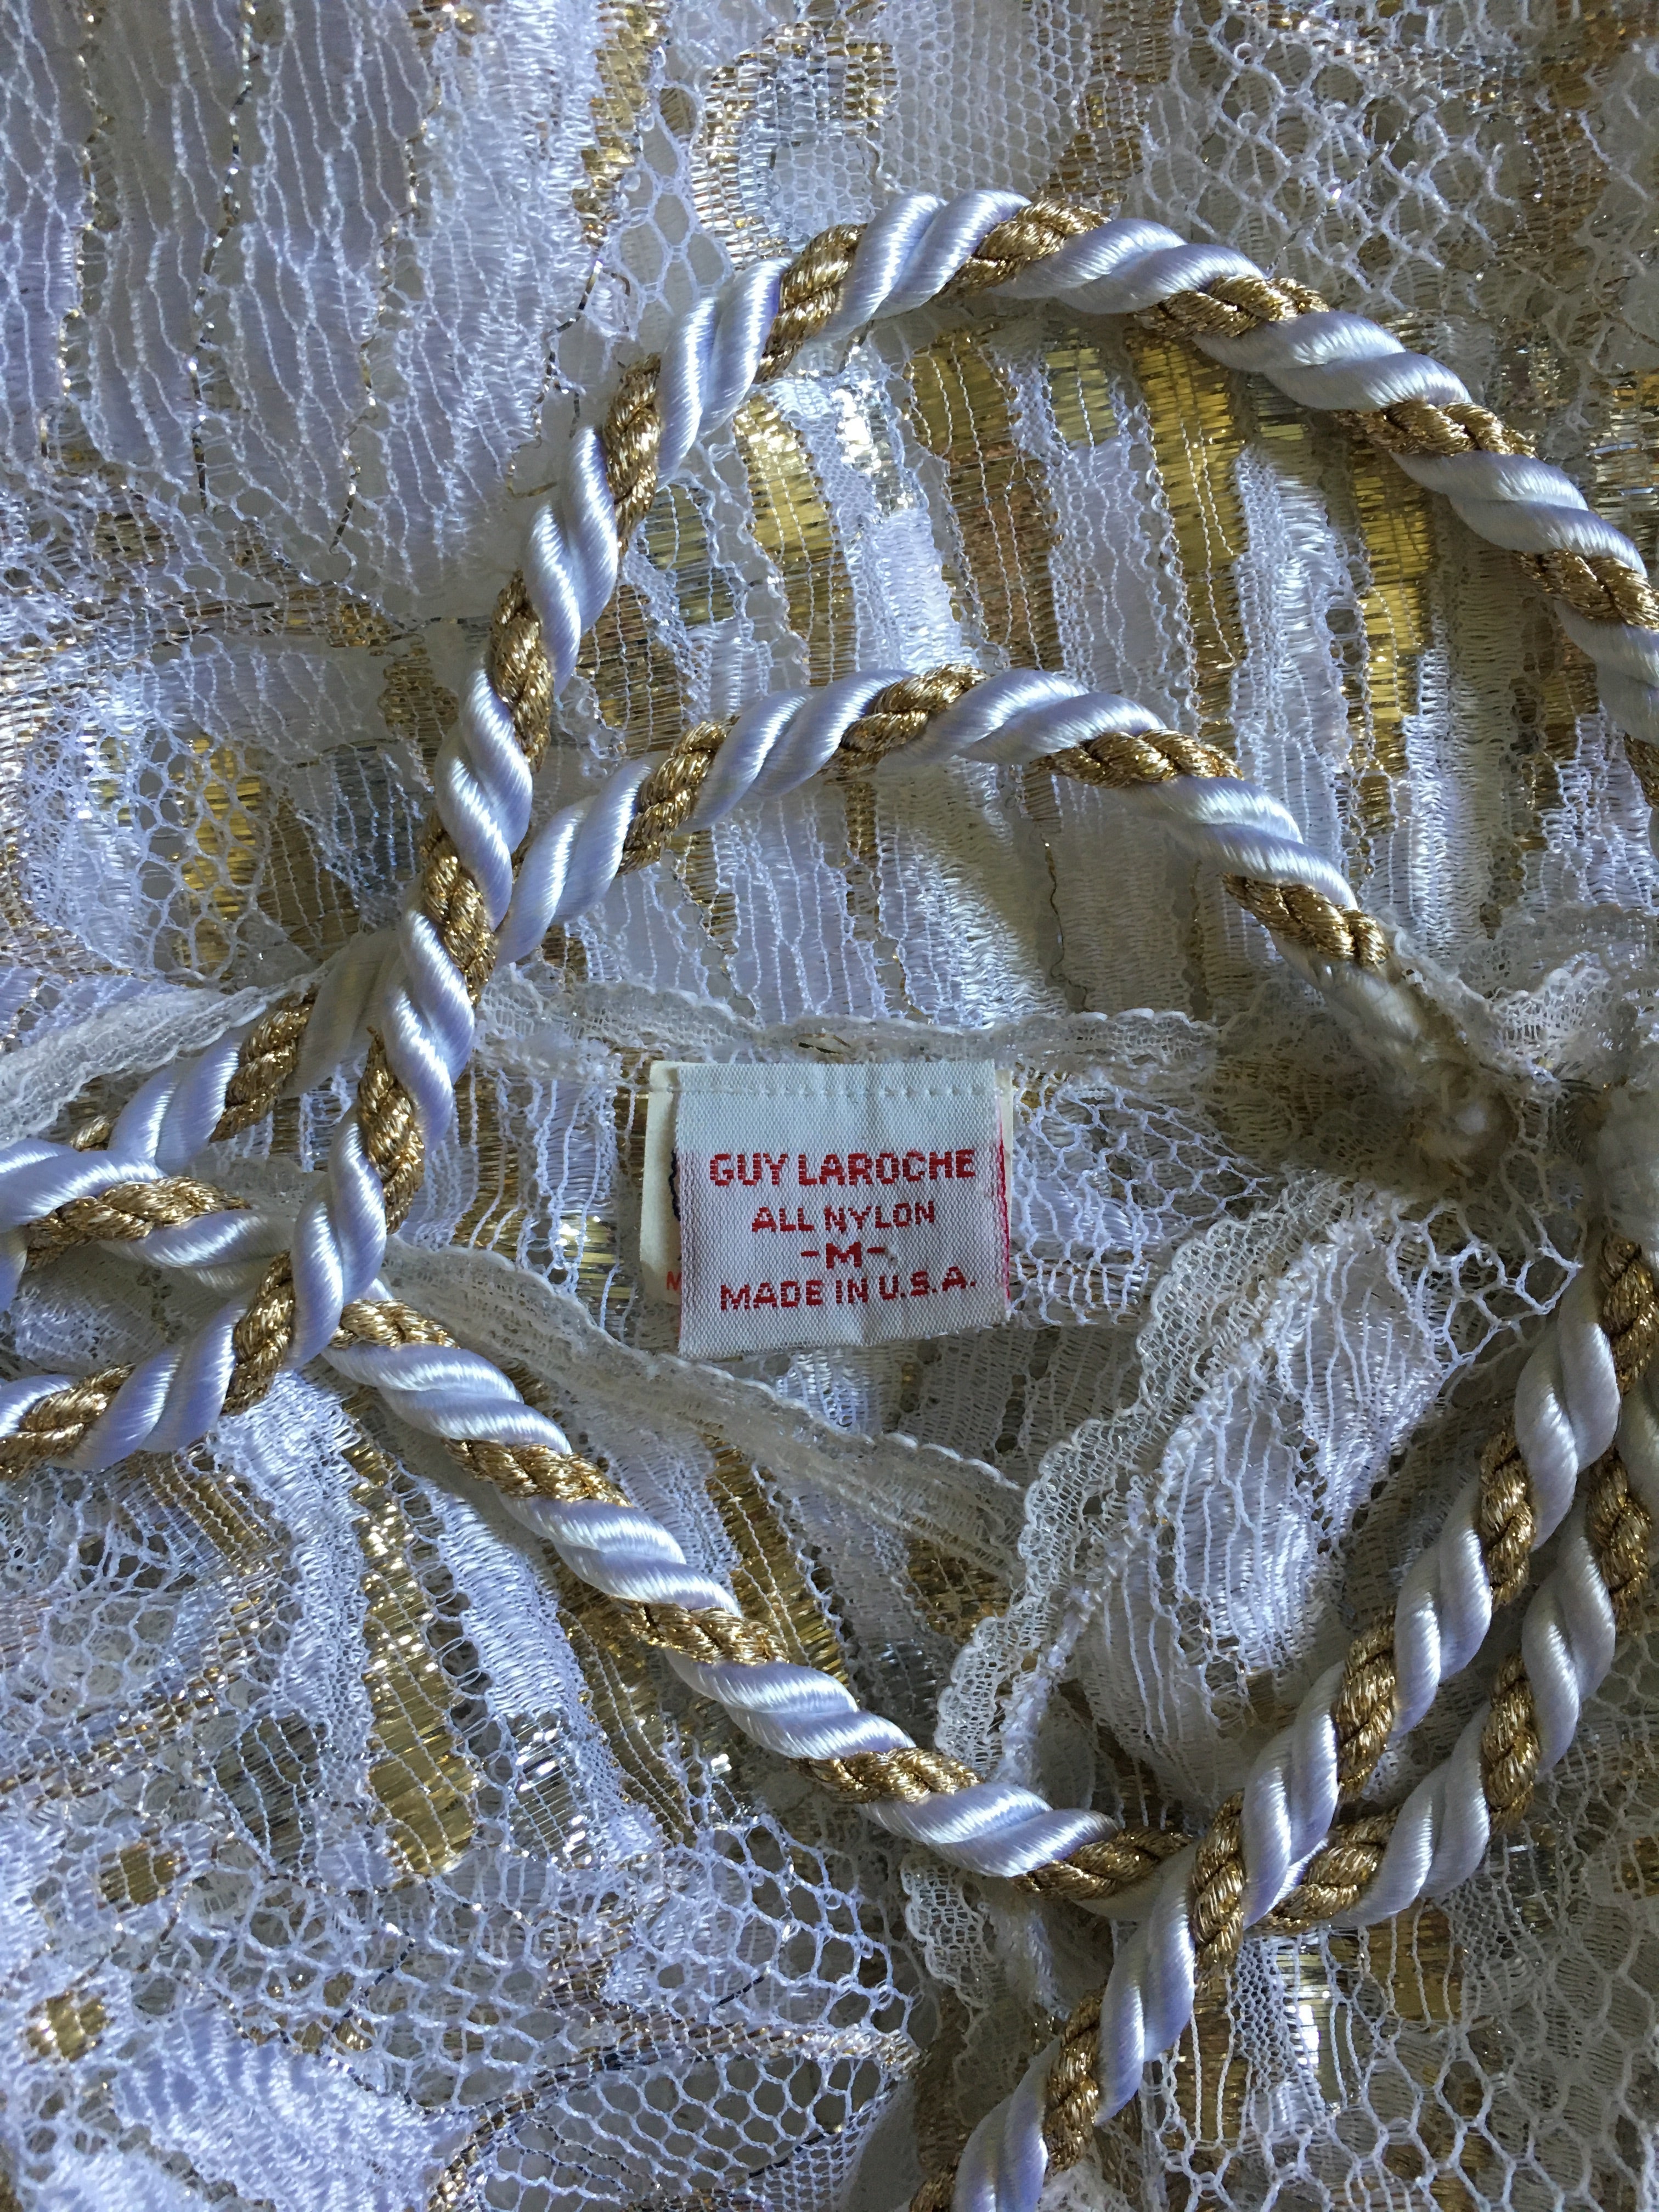 GUY LAROCHE
ALL NYLON
-M-
MADE IN U.S.A.
M